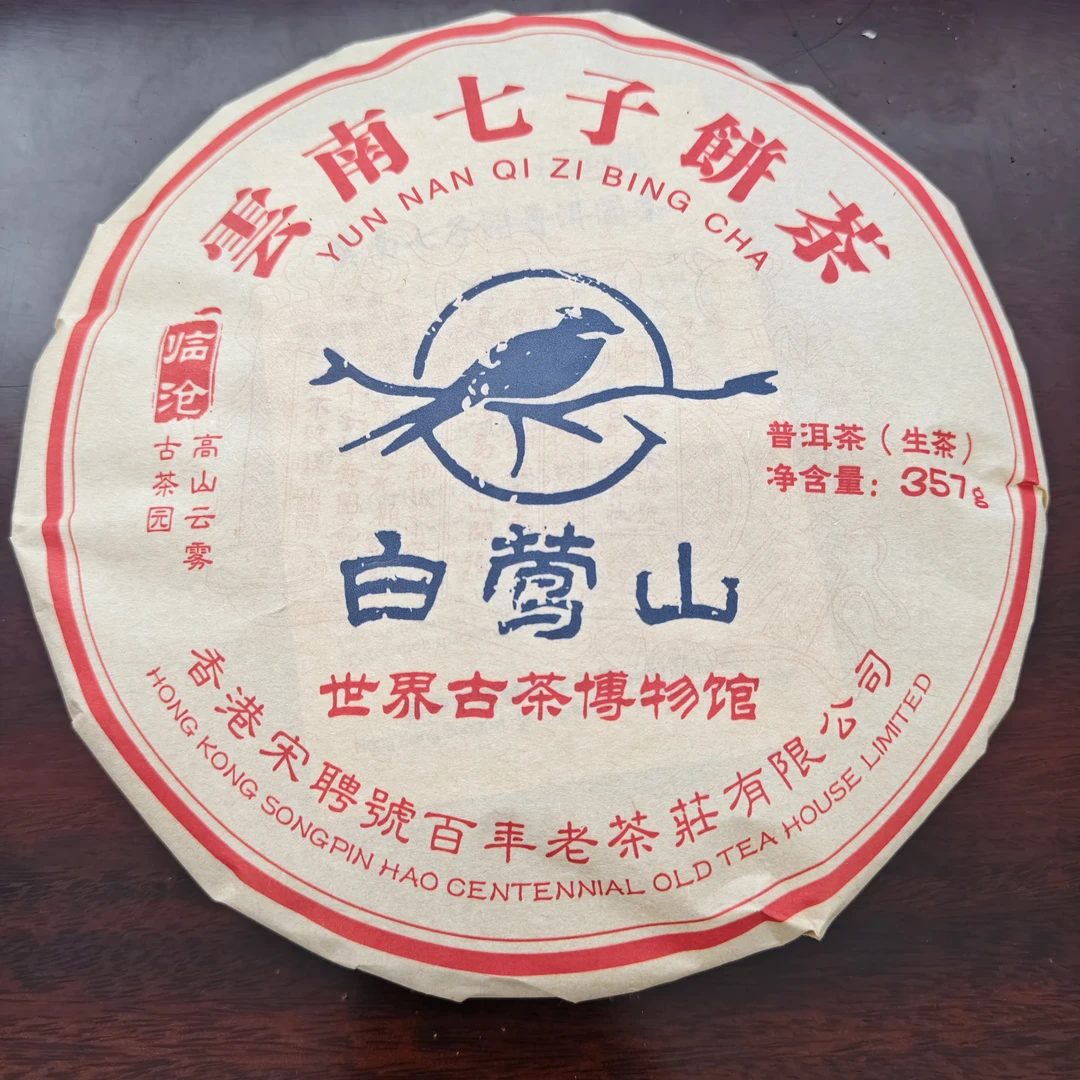 雲南七子餅茶
YUN NAN QI ZI BING CHA
临沧
高山云雾
古茶园
普洱茶（生茶）
净含量：357g
白莺山
世界古茶博物馆
香港宋聘號百年老茶莊有限公司
HONG KONG SONGPIN HAO CENTENNIAL OLD TEA HOUSE LIMITED